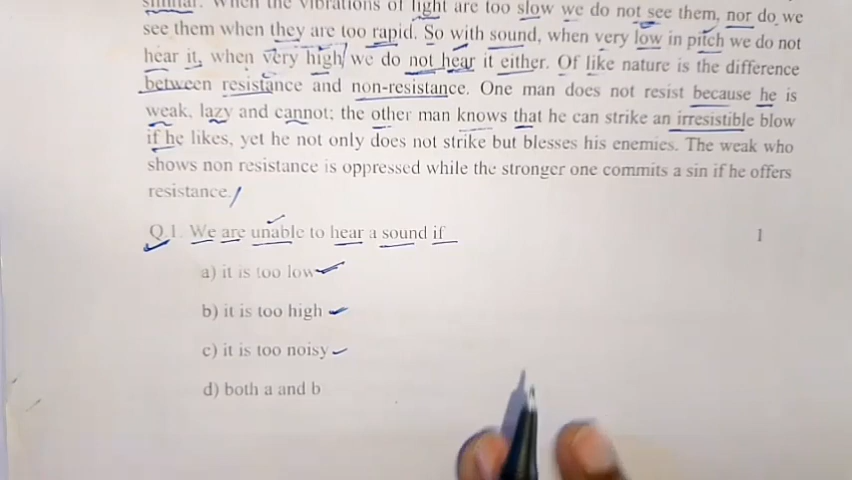 similar. When the vibrations of light are too slow we do not see them, nor do we
see them when they are too rapid. So with sound, when very low in pitch we do not
hear it, when very high we do not hear it either. Of like nature is the difference
between resistance and non-resistance. One man does not resist because he is
weak, lazy and cannot; the other man knows that he can strike an irresistible blow
if he likes, yet he not only does not strike but blesses his enemies. The weak who
shows non resistance is oppressed while the stronger one commits a sin if he offers
resistance.
Q.1. We are unable to hear a sound if 1
a) it is too low
b) it is too high
c) it is too noisy
d) both a and b